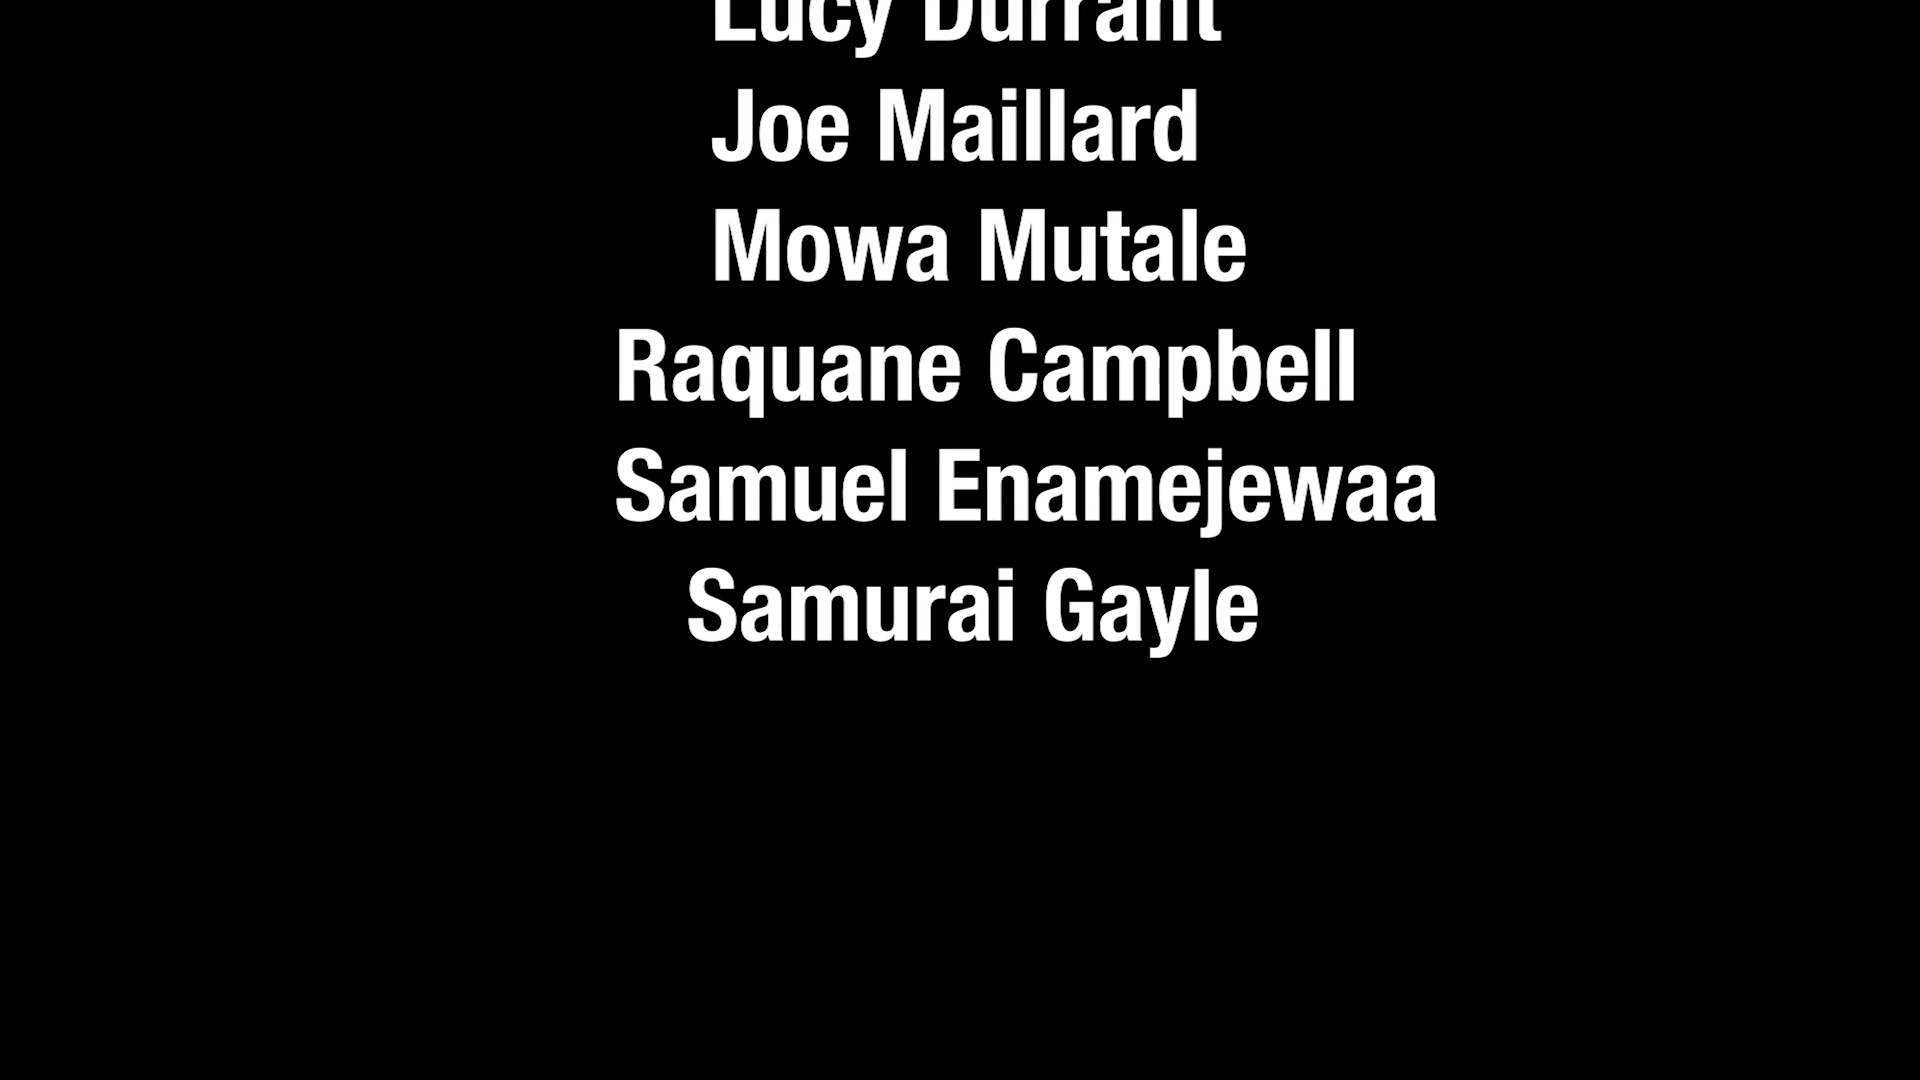 Lucy Durrant
Joe Maillard
Mowa Mutale
Raquane Campbell
Samuel Enamejewaa
Samurai Gayle